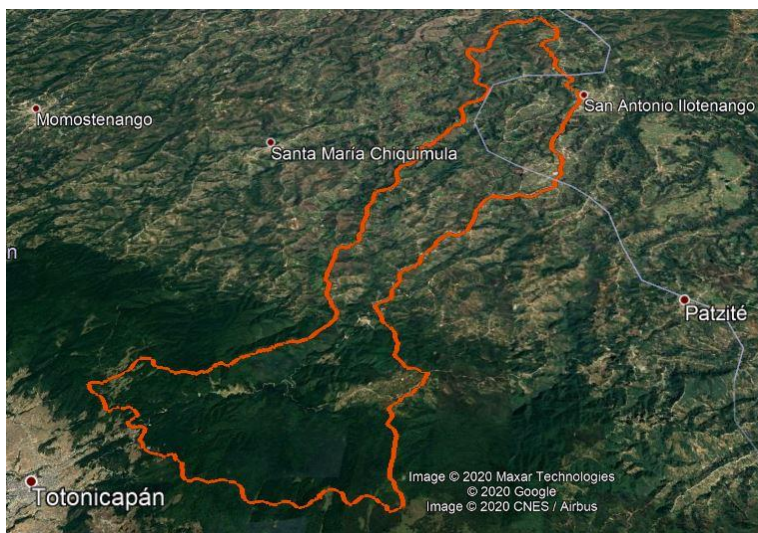 San Antonio Ilotenango
Momostenango
Santa María Chiquimula
n
Patzité
Image © 2020 Maxar Technologies
© 2020 Google
Image © 2020 CNES / Airbus
Totonicapán